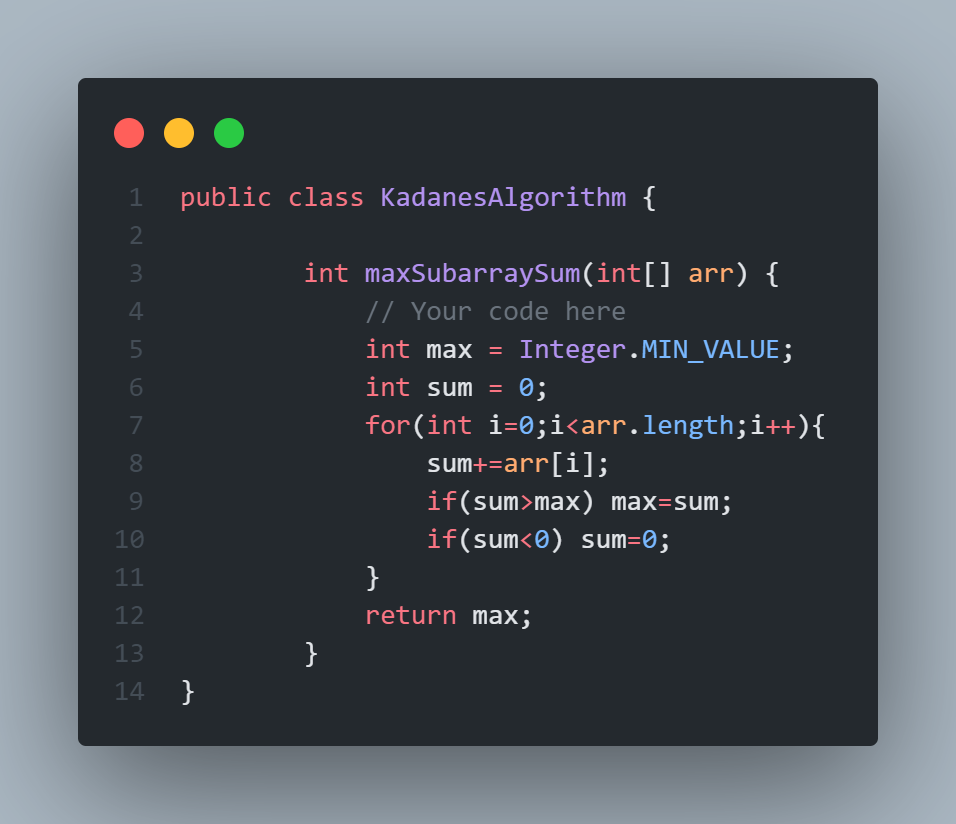 1 public class KadanesAlgorithm {
2
3         int maxSubarraySum(int[] arr) {
4             // Your code here
5             int max = Integer.MIN_VALUE;
6             int sum = 0;
7             for(int i=0;i<arr.length;i++){
8                 sum+=arr[i];
9                 if(sum>max) max=sum;
10                 if(sum<0) sum=0;
11             }
12             return max;
13         }
14 }